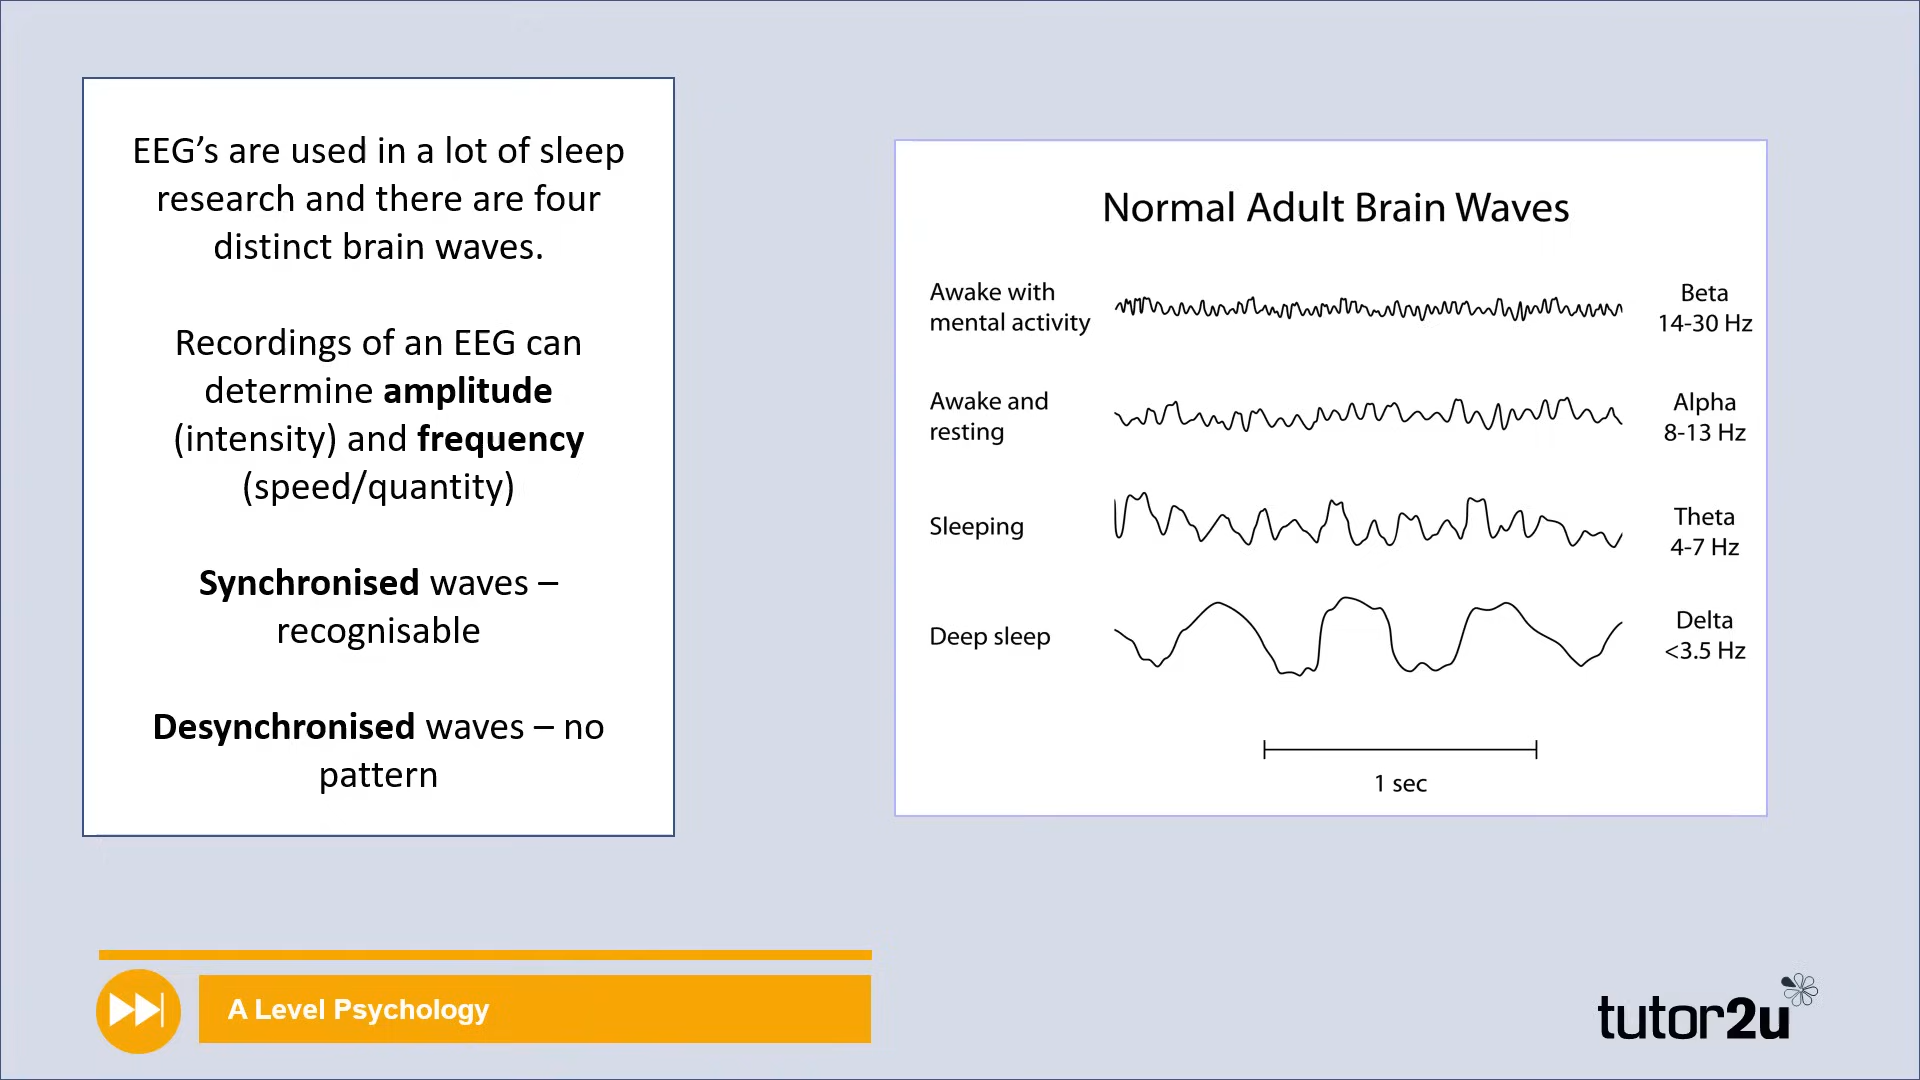 EEG’s are used in a lot of sleep
research and there are four
distinct brain waves.
Recordings of an EEG can
determine amplitude
(intensity) and frequency
(speed/quantity)
Synchronised waves –
recognisable
Desynchronised waves – no
pattern
Normal Adult Brain Waves
Awake with
mental activity
Beta
14-30 Hz
Awake and
resting
Alpha
8-13 Hz
Sleeping
Theta
4-7 Hz
Deep sleep
Delta
<3.5 Hz
1 sec
A Level Psychology
tutor2u